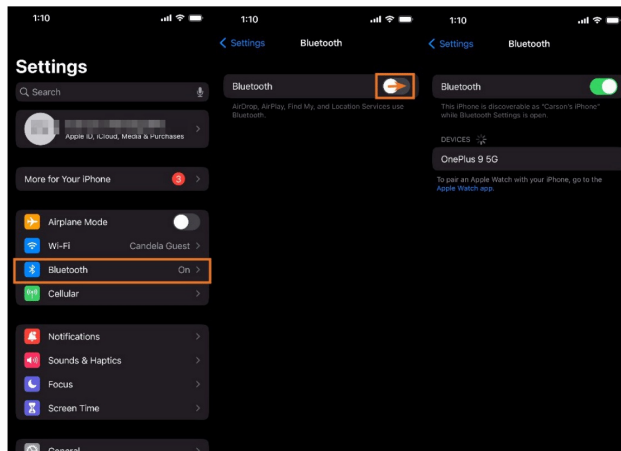 1:10
Settings
Search
Apple ID, iCloud, Media & Purchases
More for Your iPhone
3
Airplane Mode
Wi-Fi
Candela Guest
Bluetooth
On
Cellular
Notifications
Sounds & Haptics
Focus
Screen Time
General
1:10
Settings
Bluetooth
Bluetooth
AirDrop, AirPlay, Find My, and Location Services use
Bluetooth.
1:10
Settings
Bluetooth
Bluetooth
This iPhone is discoverable as "Carson's iPhone"
while Bluetooth Settings is open.
DEVICES
OnePlus 9 5G
To pair an Apple Watch with your iPhone, go to the
Apple Watch app.